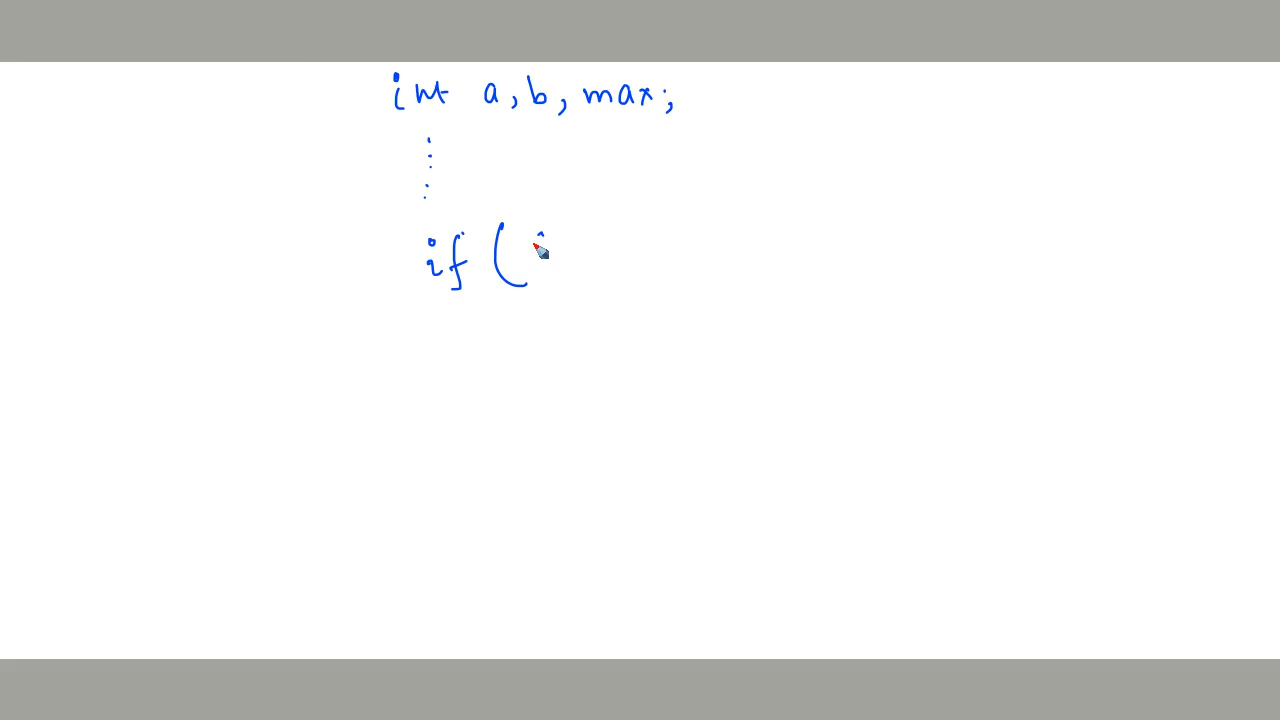 int a, b, max;
⋮
if (